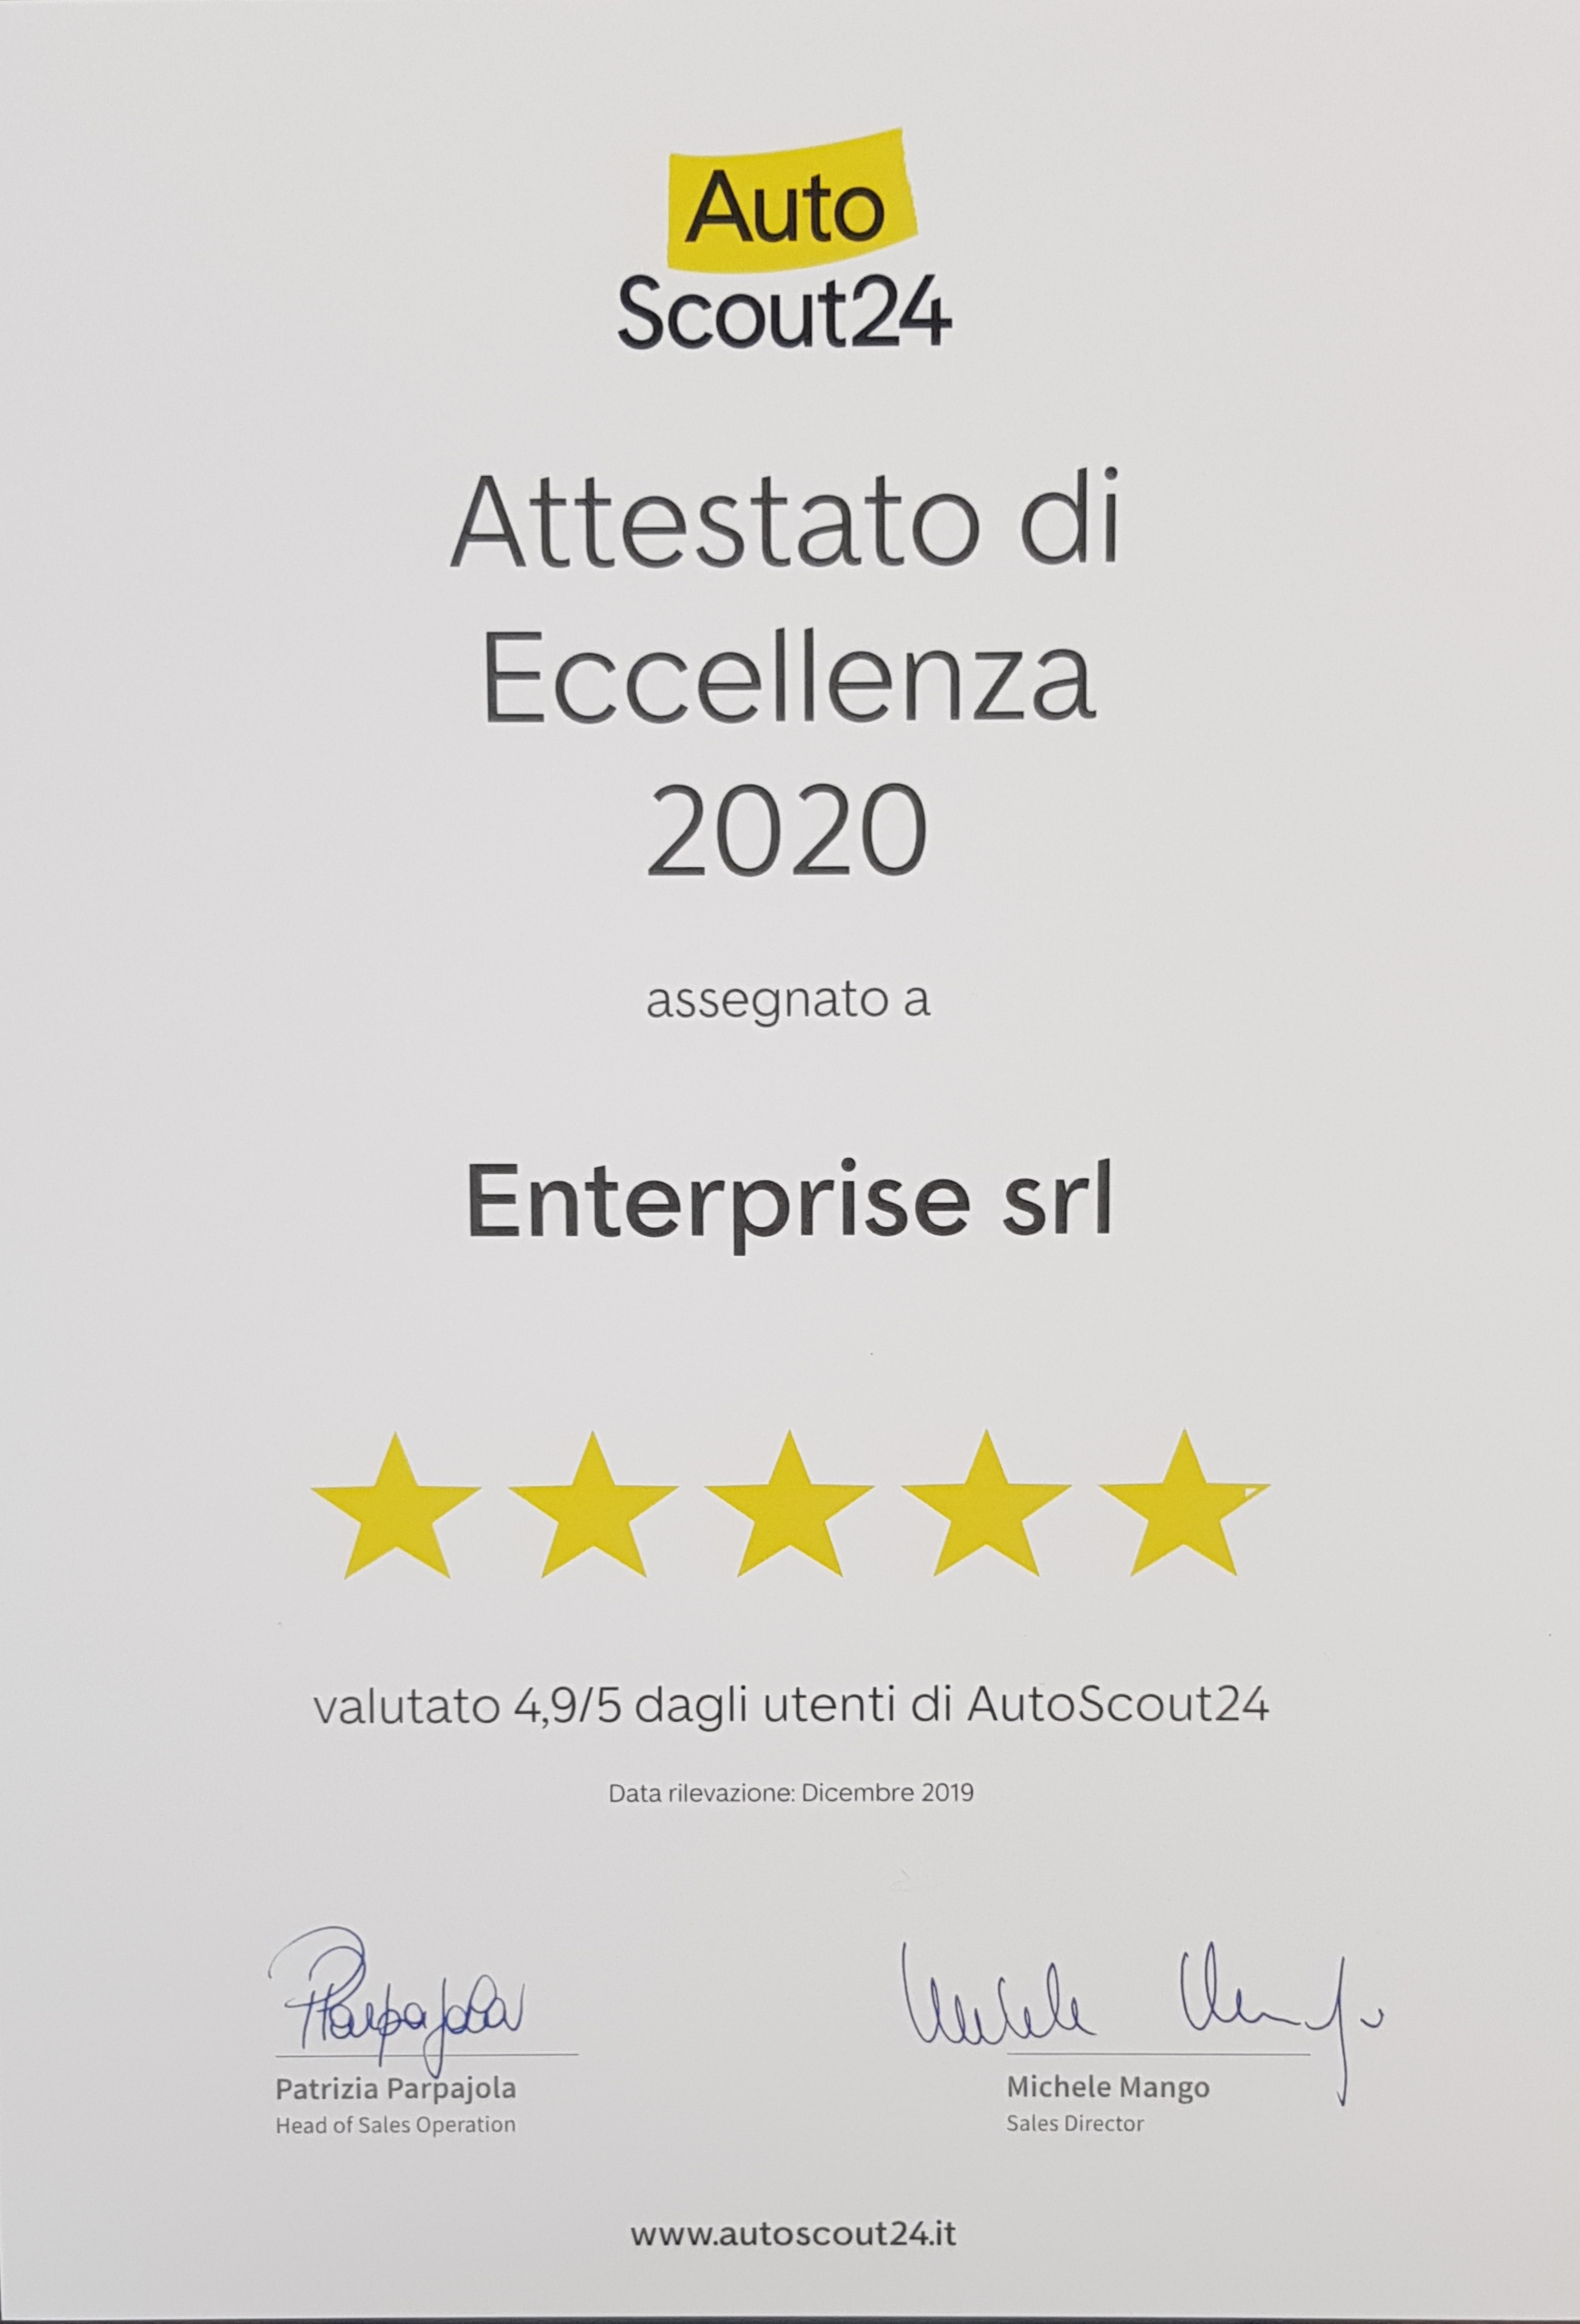 Auto
Scout24
Attestato di
Eccellenza
2020
assegnato a
Enterprise srl
valutato 4,9/5 dagli utenti di AutoScout24
Data rilevazione: Dicembre 2019
PParpajola
Michele Mango
Patrizia Parpajola
Michele Mango
Head of Sales Operation
Sales Director
www.autoscout24.it